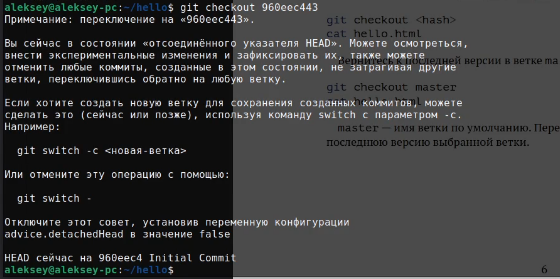 aleksey@aleksey-pc:~/hello$ git checkout 960eec443
Примечание: переключение на «960eec443».
Вы сейчас в состоянии «отсоединённого указателя HEAD». Можете осмотреться,
внести экспериментальные изменения и зафиксировать их, также можете
отменить любые коммиты, созданные в этом состоянии, не затрагивая другие
ветки, переключившись обратно на любую ветку.
Если хотите создать новую ветку для сохранения созданных коммитов, можете
сделать это (сейчас или позже), используя команду switch с параметром -c.
Например:
git switch -c <новая-ветка>
Или отмените эту операцию с помощью:
git switch -
Отключите этот совет, установив переменную конфигурации
advice.detachedHead в значение false
HEAD сейчас на 960eec4 Initial Commit
aleksey@aleksey-pc:~/hello$
git checkout <hash>
cat hello.html
Вернитесь к последней версии в ветке ma
git checkout master
cat hello.html
master — имя ветки по умолчанию. Пере
последнюю версию выбранной ветки.
6